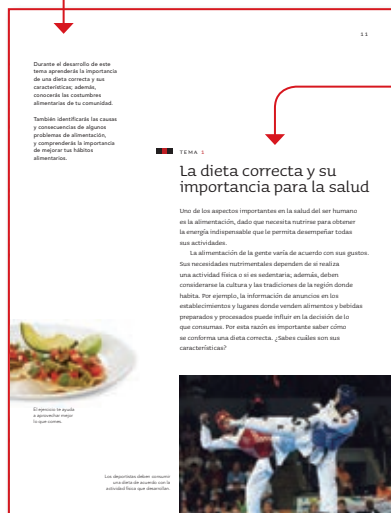 11
Durante el desarrollo de este
tema aprenderás la importancia
de una dieta correcta y sus
características; además,
conocerás las costumbres
alimentarias de tu comunidad.
También identificarás las causas
y consecuencias de algunos
problemas de alimentación,
y comprenderás la importancia
de mejorar tus hábitos
alimentarios.
TEMA 1
La dieta correcta y su
importancia para la salud
Uno de los aspectos importantes en la salud del ser humano
es la alimentación, dado que necesita nutrirse para obtener
la energía indispensable que le permita desempeñar todas
sus actividades.
La alimentación de la gente varía de acuerdo con sus gustos.
Sus necesidades nutrimentales dependen de si realiza
una actividad física o si es sedentaria; además, deben
considerarse la cultura y las tradiciones de la región donde
habita. Por ejemplo, la información de anuncios en los
establecimientos y lugares donde venden alimentos y bebidas
preparados y procesados puede influir en la decisión de lo
que consumas. Por esta razón es importante saber cómo
se conforma una dieta correcta. ¿Sabes cuáles son sus
características?
El ejercicio te ayuda
a aprovechar mejor
lo que comes.
Los deportistas deben consumir
una dieta de acuerdo con la
actividad física que desarrollan.